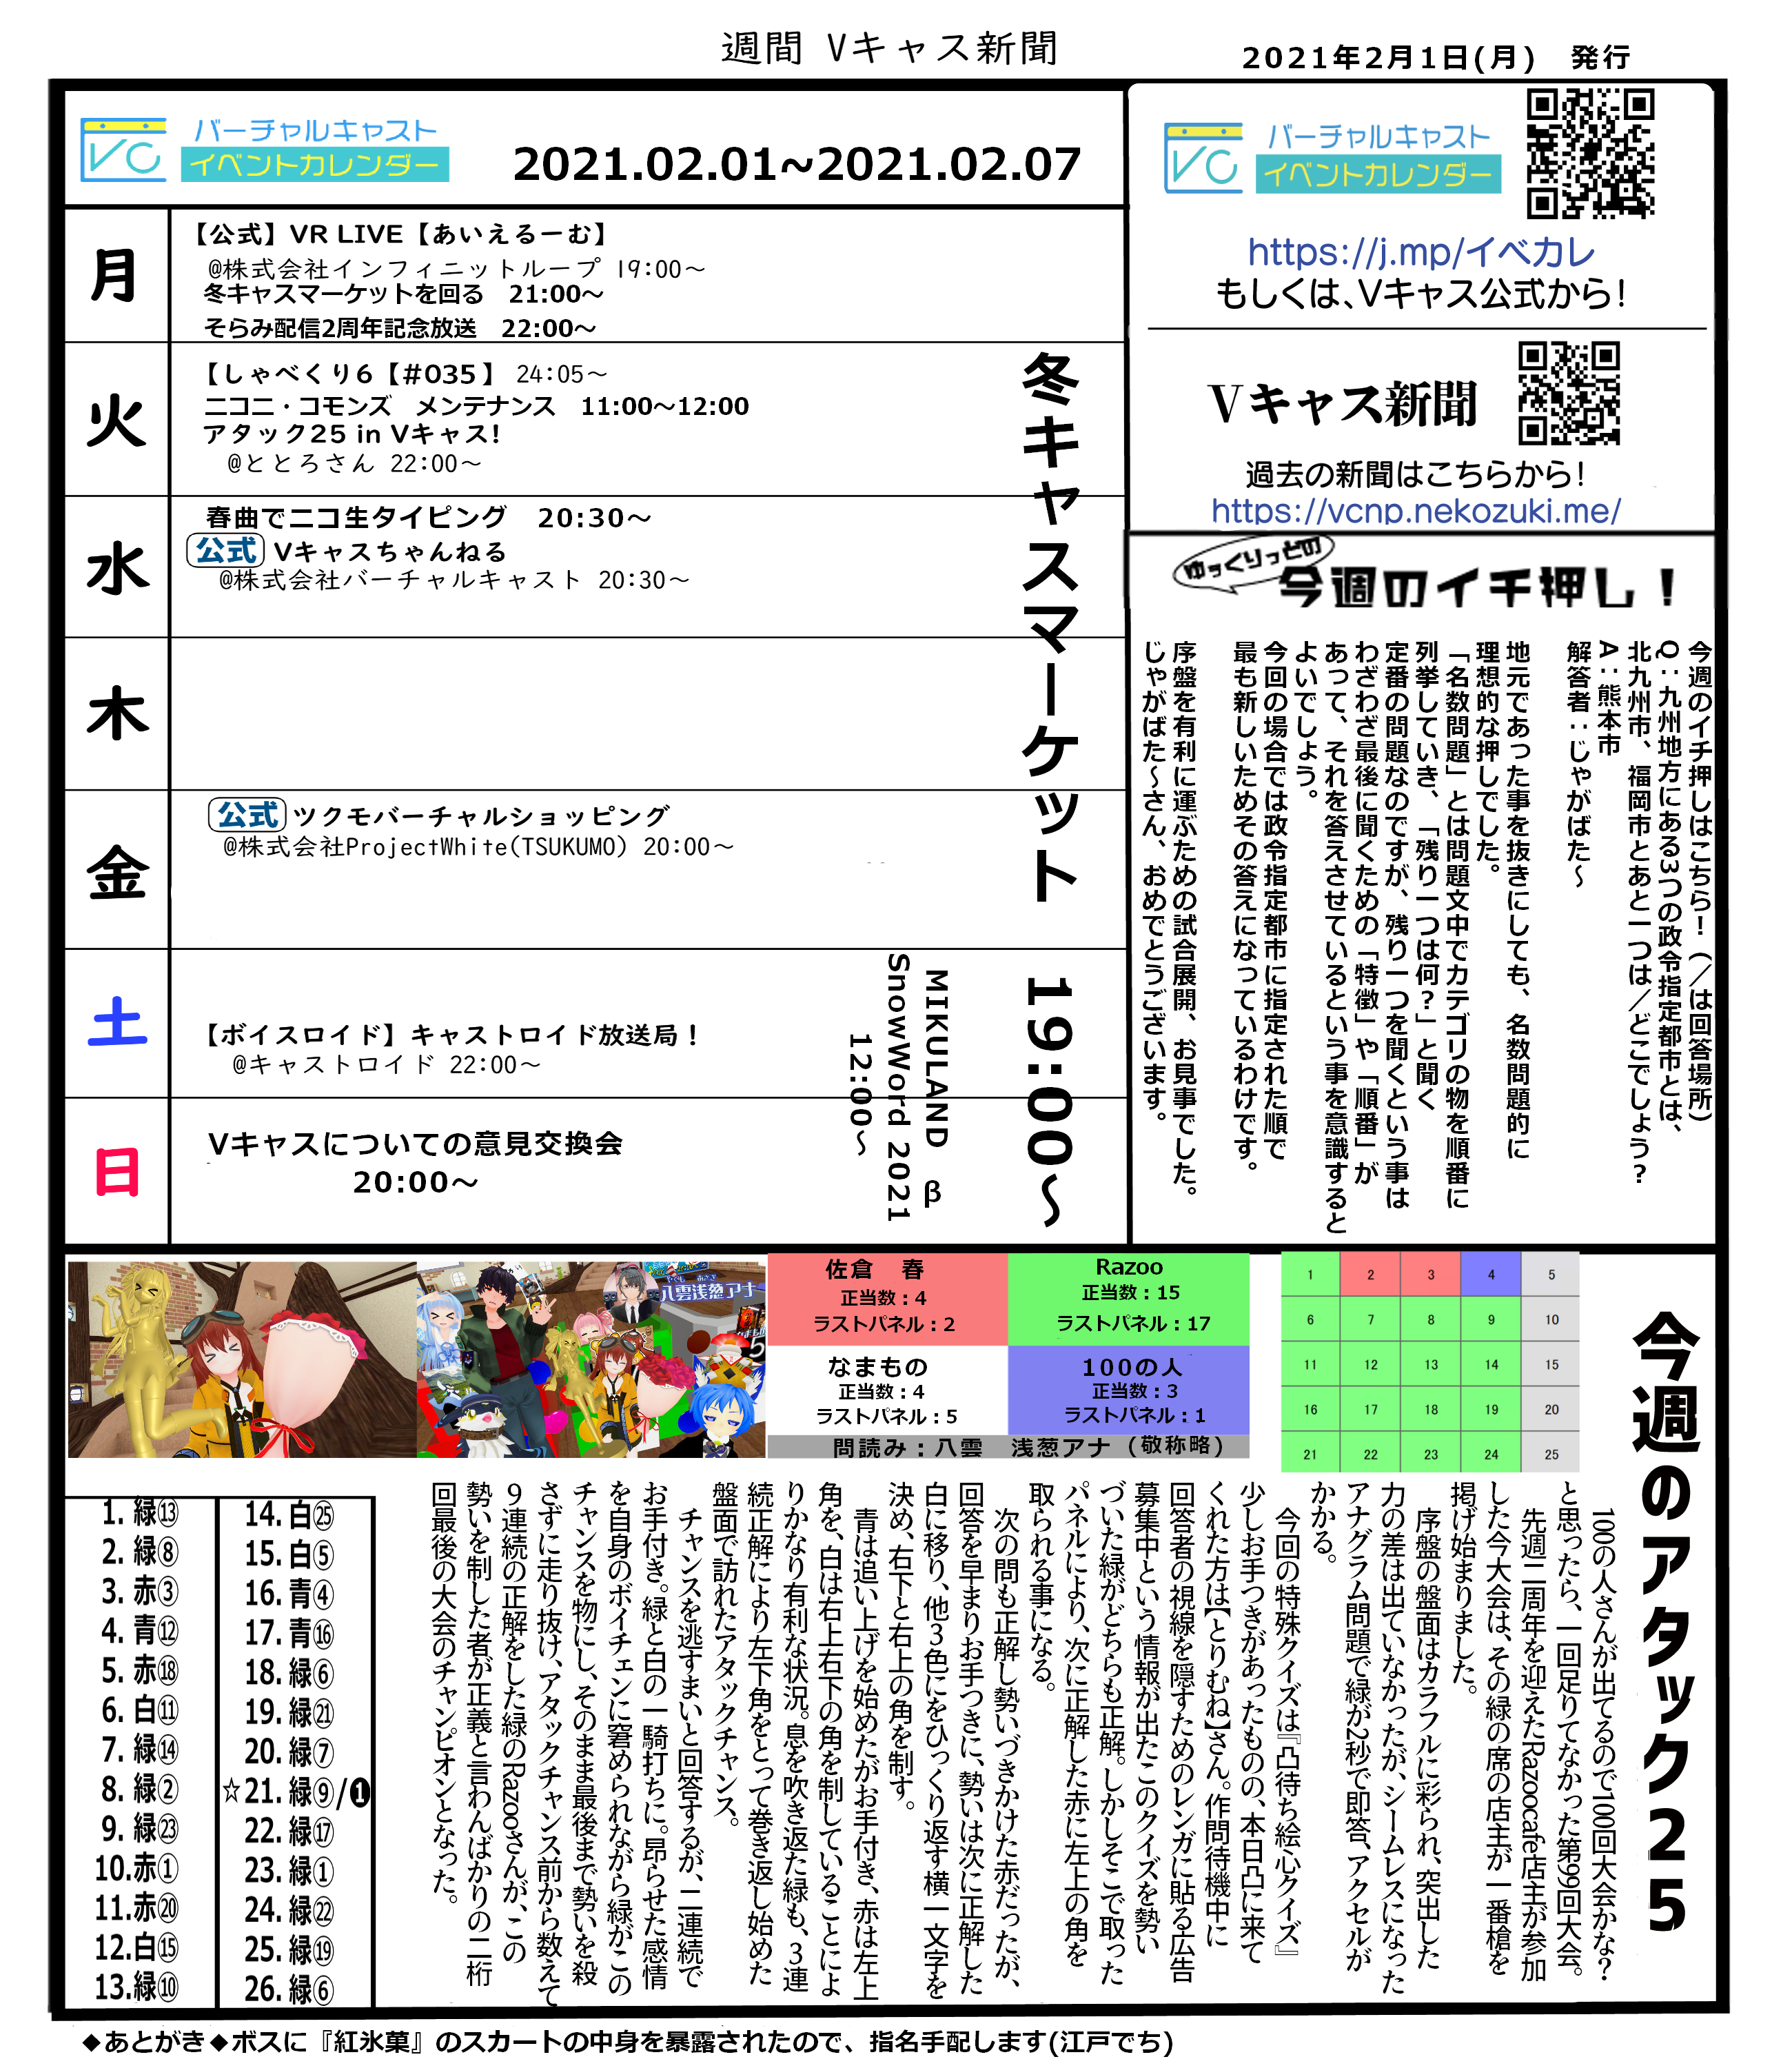 週間 Vキャス新聞
2021年2月1日(月)　発行
バーチャルキャスト
イベントカレンダー
2021.02.01~2021.02.07
月
【公式】VR LIVE【あいえるーむ】
@株式会社インフィニットループ 19:00～
冬キャスマーケットを回る　21:00～
そらみ配信2周年記念放送　22:00～
火
【しゃべくり6【#035】 24:05～
ニコニ・コモンズ　メンテナンス　11:00～12:00
アタック25 in Vキャス!
@ととろさん 22:00～
水
春曲でニコ生タイピング　20:30～
公式 Vキャスちゃんねる
@株式会社バーチャルキャスト 20:30～
木
金
公式 ツクモバーチャルショッピング
@株式会社ProjectWhite(TSUKUMO) 20:00～
土
【ボイスロイド】キャストロイド放送局！
@キャストロイド 22:00～
日
Vキャスについての意見交換会
20:00～
冬キャスマーケット　19:00～
MIKULAND　β
SnowWord 2021
12:00～
VC
バーチャルキャスト
イベントカレンダー
https://j.mp/イベカレ
もしくは、Vキャス公式から!
Vキャス新聞
過去の新聞はこちらから!
https://vcnp.nekozuki.me/
ゆっくりっとの
今週のイチ押し！
今週のイチ押しはこちら！（／は回答場所）
Q：九州地方にある3つの政令指定都市とは、
北九州市、福岡市とあと一つは／どこでしょう？
A：熊本市
解答者：じゃがばた～
地元であった事を抜きにしても、名数問題的に
理想的な押しでした。
「名数問題」とは問題文中でカテゴリの物を順番に
列挙していき、「残り一つは何？」と聞く
定番の問題なのですが、残り一つを聞くという事は
わざわざ最後に聞くための「特徴」や「順番」が
あって、それを答えさせているという事を意識すると
よいでしょう。
今回の場合では政令指定都市に指定された順で
最も新しいためその答えになっているわけです。
序盤を有利に運ぶための試合展開、お見事でした。
じゃがばた～さん、おめでとうございます。
八雲浅葱アナ
佐倉　春
正当数：4
ラストパネル：2
Razoo
正当数：15
ラストパネル：17
なまもの
正当数：4
ラストパネル：5
100の人
正当数：3
ラストパネル：1
問読み：八雲　浅葱アナ（敬称略）
1 2 3 4 5
6 7 8 9 10
11 12 13 14 15
16 17 18 19 20
21 22 23 24 25
今週のアタック25
100の人さんが出てるので100回大会かな？
と思ったら、一回足りてなかった第99回大会。
先週二周年を迎えたRazoocafe店主が参加
した今大会は、その緑の席の店主が一番槍を
掲げ始まりました。
序盤の盤面はカラフルに彩られ、突出した
力の差は出ていなかったが、シームレスになった
アナグラム問題で緑が2秒で即答、アクセルが
かかる。
今回の特殊クイズは『凸待ち絵心クイズ』
少しお手つきがあったものの、本日凸に来て
くれた方は【とりむね】さん。作問待機中に
回答者の視線を隠すためのレンガに貼る広告
募集中という情報が出たこのクイズを勢い
づいた緑がどちらも正解。しかしそこで取った
パネルにより、次に正解した赤に左上の角を
取られる事になる。
次の問も正解し勢いづきかけた赤だったが、
回答を早まりお手つきに、勢いは次に正解した
白に移り、他3色にをひっくり返す横一文字を
決め、右下と右上の角を制す。
青は追い上げを始めたがお手付き、赤は左上
角を、白は右上右下の角を制していることによ
りかなり有利な状況。息を吹き返た緑も、3連
続正解により左下角をとって巻き返し始めた
盤面で訪れたアタックチャンス。
チャンスを逃すまいと回答するが、二連続で
お手付き。緑と白の一騎打ちに。昂らせた感情
を自身のボイチェンに窘められながら緑がこの
チャンスを物にし、そのまま最後まで勢いを殺
さずに走り抜け、アタックチャンス前から数えて
9連続の正解をした緑のRazooさんが、この
勢いを制した者が正義と言わんばかりの二桁
回最後の大会のチャンピオンとなった。
1. 緑⑬
2. 緑⑧
3. 赤③
4. 青⑫
5. 赤⑱
6. 白⑪
7. 緑⑭
8. 緑②
9. 緑㉓
10.赤①
11.赤⑳
12.白⑮
13.緑⑩
14. 白㉕
15. 白⑤
16. 青④
17. 青⑯
18. 緑⑥
19. 緑㉑
20. 緑⑦
☆21. 緑⑨/❶
22. 緑⑰
23. 緑①
24. 緑㉒
25. 緑⑲
26. 緑⑥
◆あとがき◆ボスに『紅氷菓』のスカートの中身を暴露されたので、指名手配します(江戸でち)